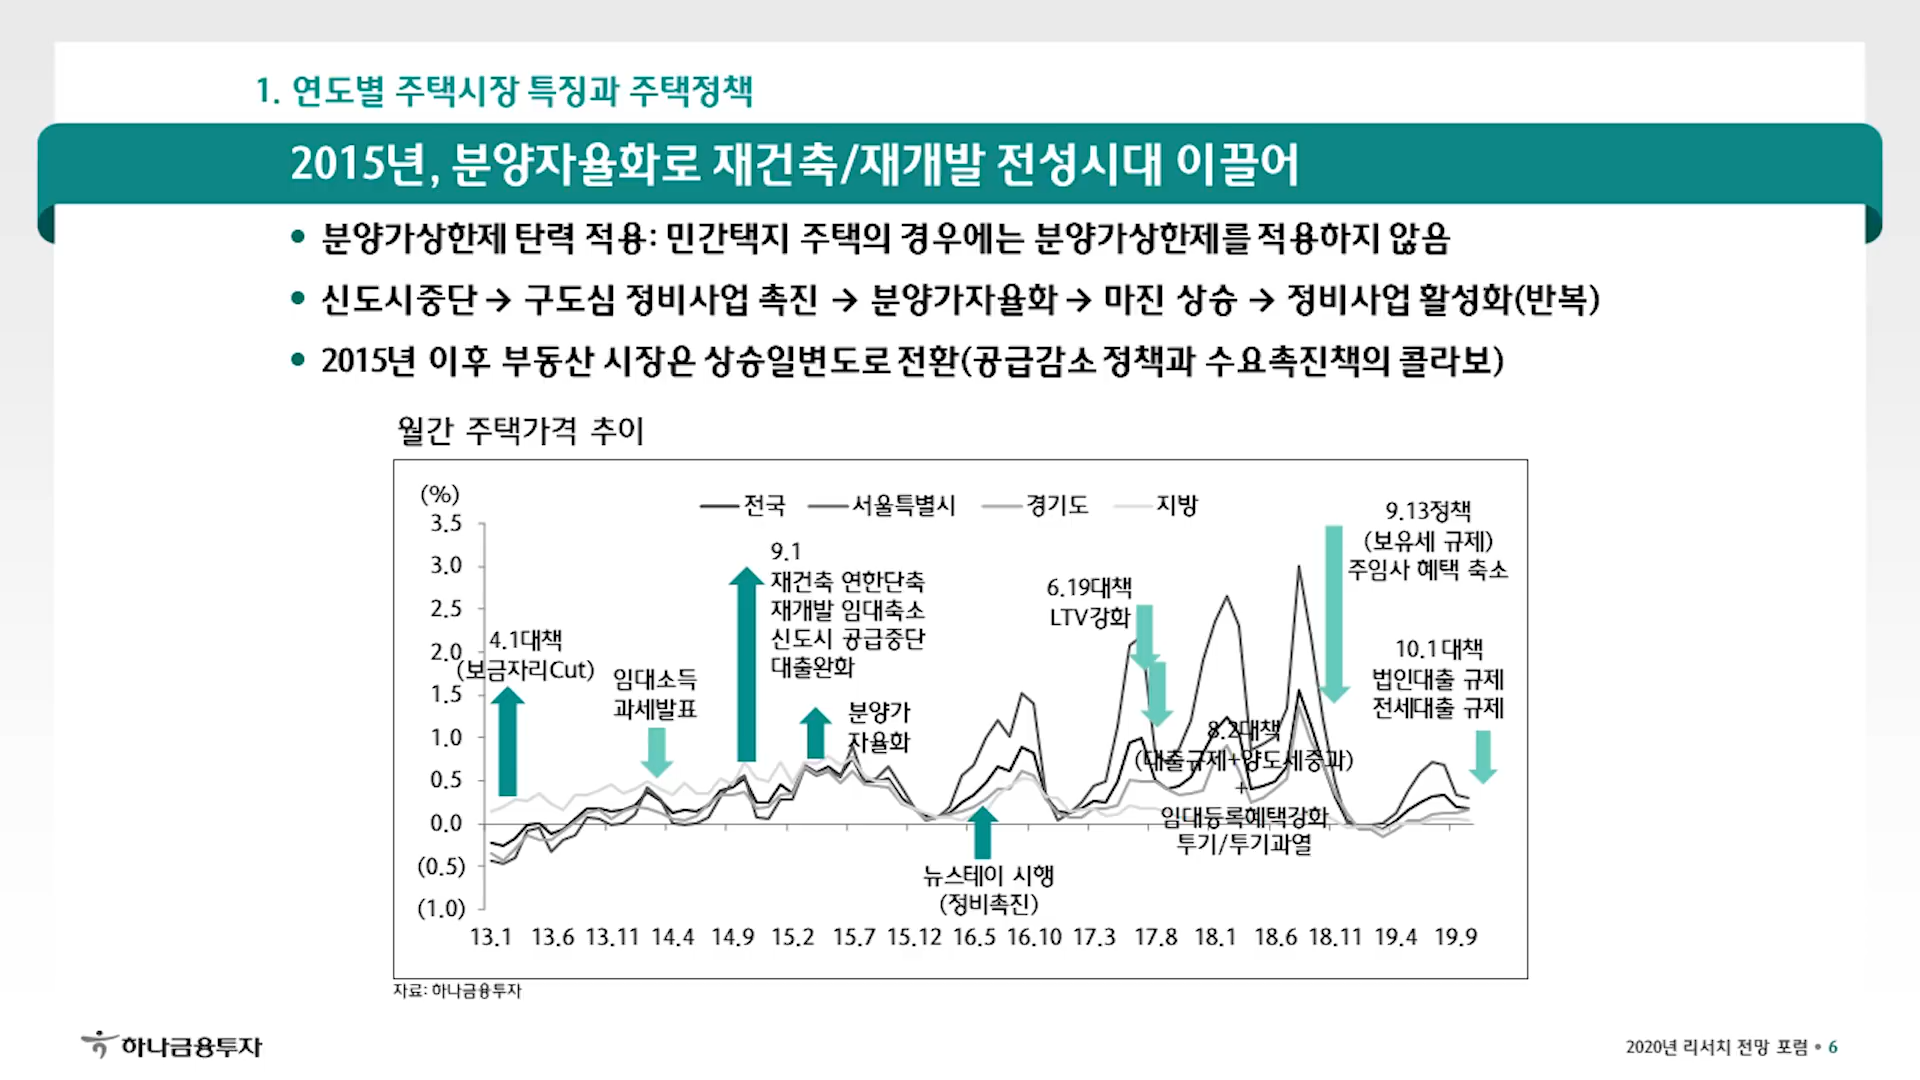 1. 연도별 주택시장 특징과 주택정책
2015년, 분양자율화로 재건축/재개발 전성시대 이끌어
• 분양가상한제 탄력 적용: 민간택지 주택의 경우에는 분양가상한제를 적용하지 않음
• 신도시중단 → 구도심 정비사업 촉진 → 분양가자율화 → 마진 상승 → 정비사업 활성화(반복)
• 2015년 이후 부동산 시장은 상승일변도로 전환(공급감소 정책과 수요촉진책의 콜라보)
월간 주택가격 추이
(%)
전국 서울특별시 경기도 지방
3.5
3.0
2.5
2.0
1.5
1.0
0.5
0.0
(0.5)
(1.0)
4.1대책
(보금자리Cut)
임대소득
과세발표
9.1
재건축 연한단축
재개발 임대축소
신도시 공급중단
대출완화
분양가
자율화
뉴스테이 시행
(정비촉진)
6.19대책
LTV강화
8.2대책
(대출규제+양도세중과)
+
임대등록혜택강화
투기/투기과열
9.13정책
(보유세 규제)
주임사 혜택 축소
10.1대책
법인대출 규제
전세대출 규제
13.1 13.6 13.11 14.4 14.9 15.2 15.7 15.12 16.5 16.10 17.3 17.8 18.1 18.6 18.11 19.4 19.9
자료: 하나금융투자
하나금융투자
2020년 리서치 전망 포럼 • 6